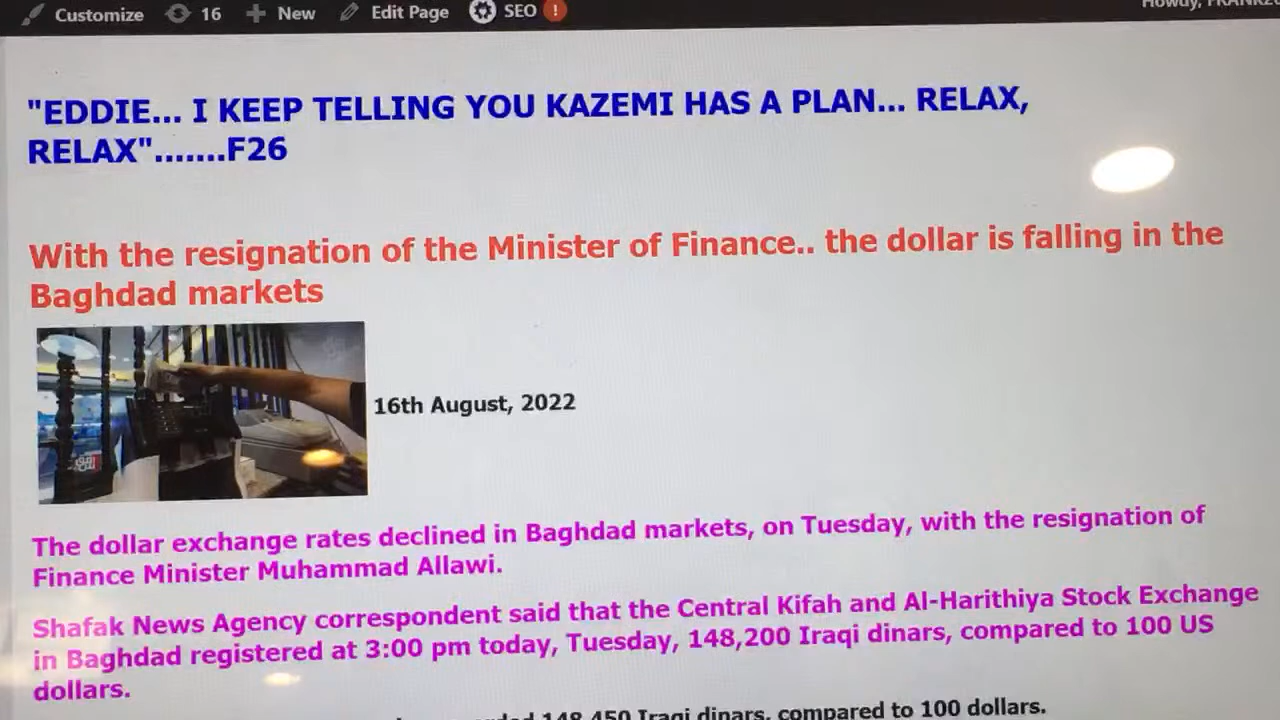 Customize 16 New Edit Page SEO ! Howdy,
"EDDIE... I KEEP TELLING YOU KAZEMI HAS A PLAN... RELAX,
RELAX".......F26
With the resignation of the Minister of Finance.. the dollar is falling in the
Baghdad markets
16th August, 2022
The dollar exchange rates declined in Baghdad markets, on Tuesday, with the resignation of
Finance Minister Muhammad Allawi.
Shafak News Agency correspondent said that the Central Kifah and Al-Harithiya Stock Exchange
in Baghdad registered at 3:00 pm today, Tuesday, 148,200 Iraqi dinars, compared to 100 US
dollars.
148,450 Iraqi dinars, compared to 100 dollars.